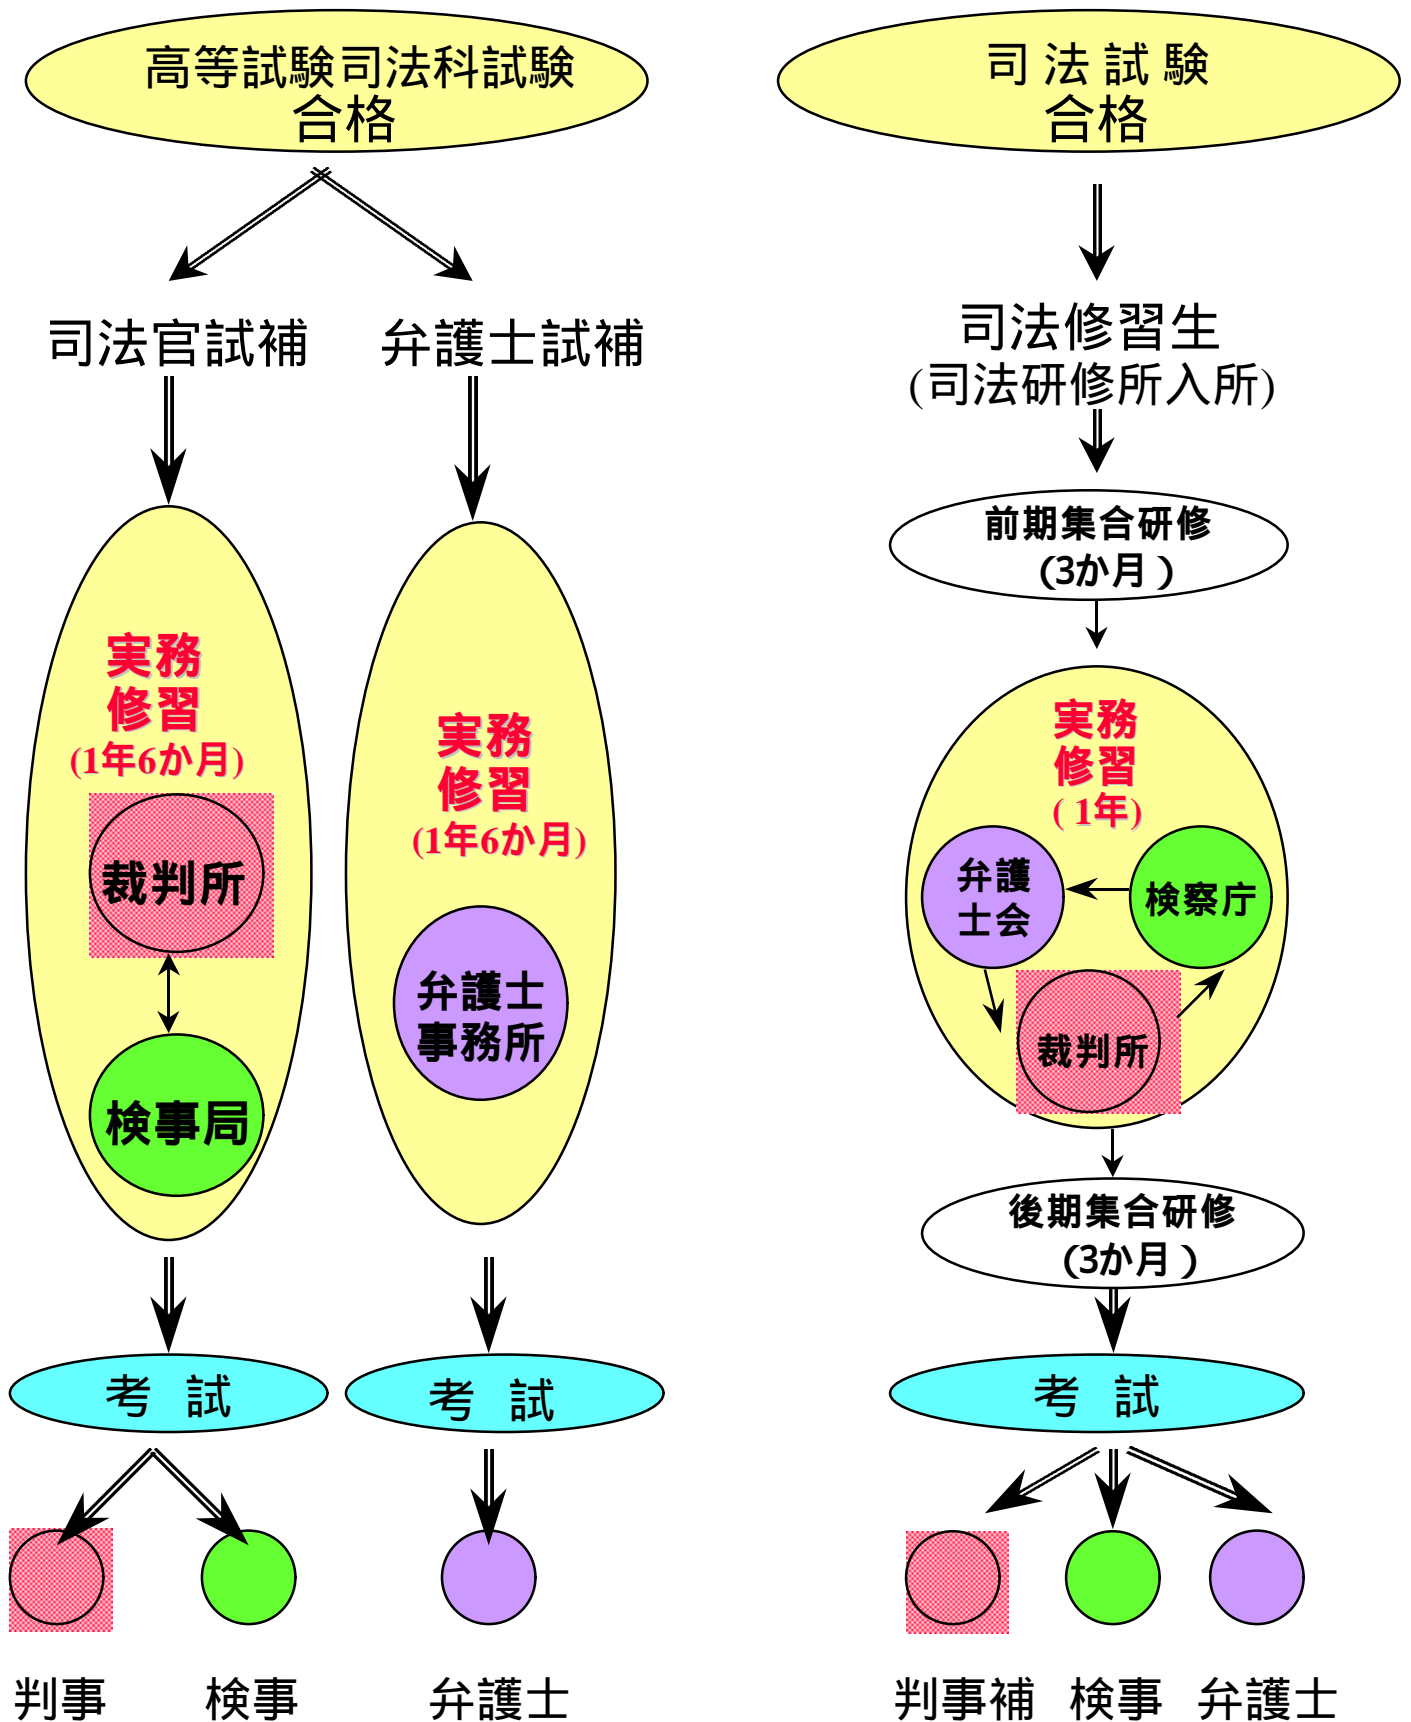 高等試験司法科試験
合格
司法官試補
弁護士試補
実務
修習
(1年6か月)
裁判所
検事局
実務
修習
(1年6か月)
弁護士
事務所
考 試
考 試
判事
検事
弁護士
司法試験
合格
司法修習生
(司法研修所入所)
前期集合研修
(3か月)
実務
修習
(1年)
弁護
士会
検察庁
裁判所
後期集合研修
(3か月)
考 試
判事補
検事
弁護士